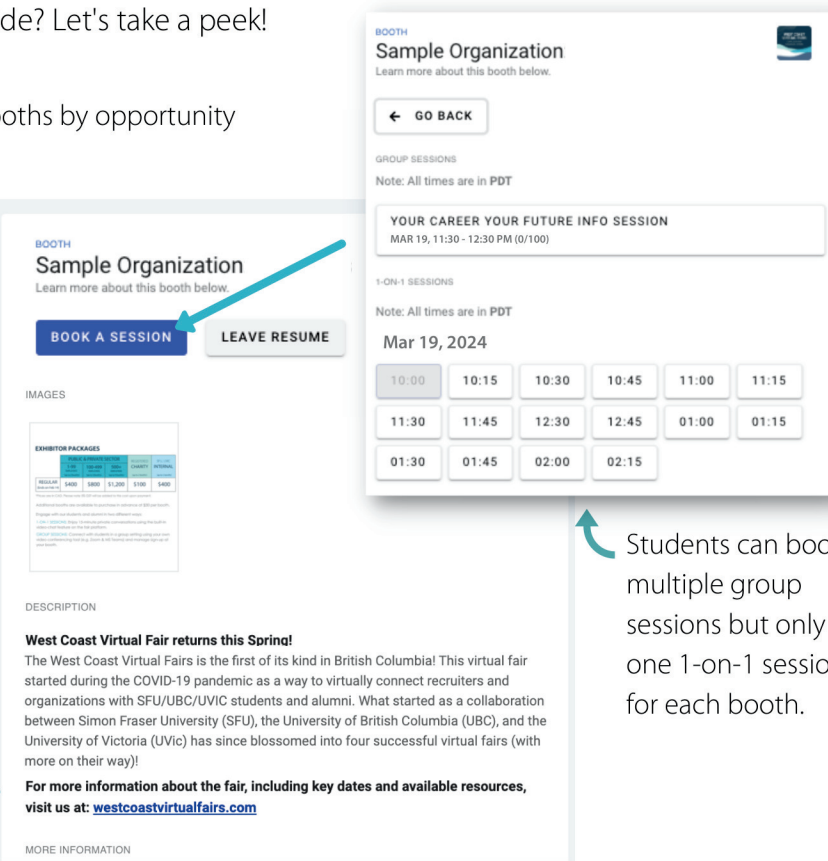 de? Let's take a peek!
oths by opportunity
BOOTH
Sample Organization
Learn more about this booth below.
GO BACK
GROUP SESSIONS
Note: All times are in PDT
YOUR CAREER YOUR FUTURE INFO SESSION
MAR 19, 11:30 - 12:30 PM (0/100)
1-ON-1 SESSIONS
Note: All times are in PDT
Mar 19, 2024
10:00 10:15 10:30 10:45 11:00 11:15
11:30 11:45 12:30 12:45 01:00 01:15
01:30 01:45 02:00 02:15
BOOTH
Sample Organization
Learn more about this booth below.
BOOK A SESSION LEAVE RESUME
IMAGES
EXHIBITOR PACKAGES
CHARITY INTERNAL
REGULAR $400 $800 $1,200 $100 $400
DESCRIPTION
West Coast Virtual Fair returns this Spring!
The West Coast Virtual Fairs is the first of its kind in British Columbia! This virtual fair
started during the COVID-19 pandemic as a way to virtually connect recruiters and
organizations with SFU/UBC/UVIC students and alumni. What started as a collaboration
between Simon Fraser University (SFU), the University of British Columbia (UBC), and the
University of Victoria (UVic) has since blossomed into four successful virtual fairs (with
more on their way)!
For more information about the fair, including key dates and available resources,
visit us at: westcoastvirtualfairs.com
MORE INFORMATION
Students can boo
multiple group
sessions but only
one 1-on-1 sessio
for each booth.